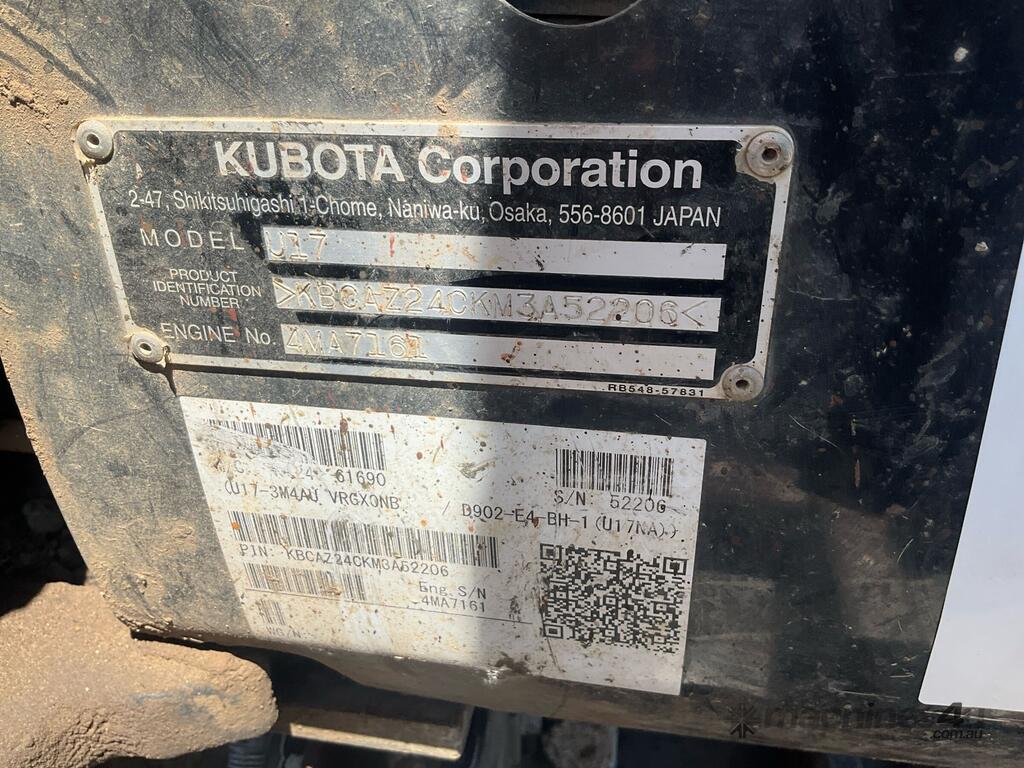 KUBOTA Corporation
2-47, Shikitsuhigashi 1-Chome, Naniwa-ku, Osaka, 556-8601 JAPAN
MODEL U17
PRODUCT IDENTIFICATION NUMBER >KBCAZ24CKM3A52206<
ENGINE No. 4MA7161
RB548-57831
61690
(U17-3M4AU VRGX0NB / D902-E4-BH-1 (U17NA))
S/N: 52206
PIN: KBCAZ24CKM3A52206
Eng. S/N
4MA7161
WG/N:
machines4u
.com.au